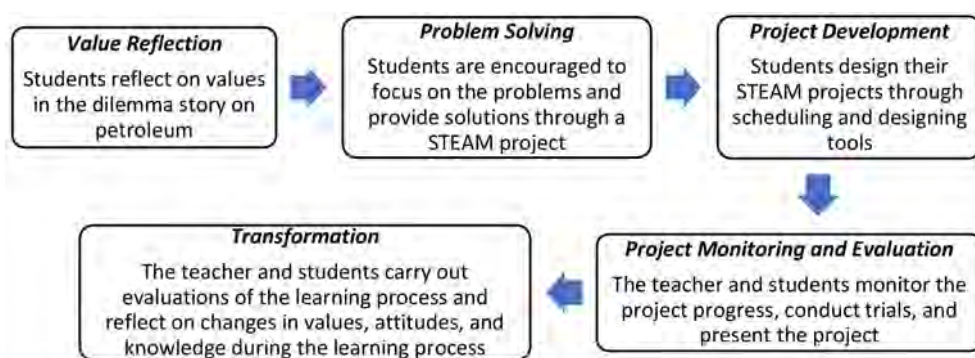 Value Reflection
Students reflect on values
in the dilemma story on
petroleum
Problem Solving
Students are encouraged to
focus on the problems and
provide solutions through a
STEAM project
Project Development
Students design their
STEAM projects through
scheduling and designing
tools
Project Monitoring and Evaluation
The teacher and students monitor the
project progress, conduct trials, and
present the project
Transformation
The teacher and students carry out
evaluations of the learning process and
reflect on changes in values, attitudes, and
knowledge during the learning process